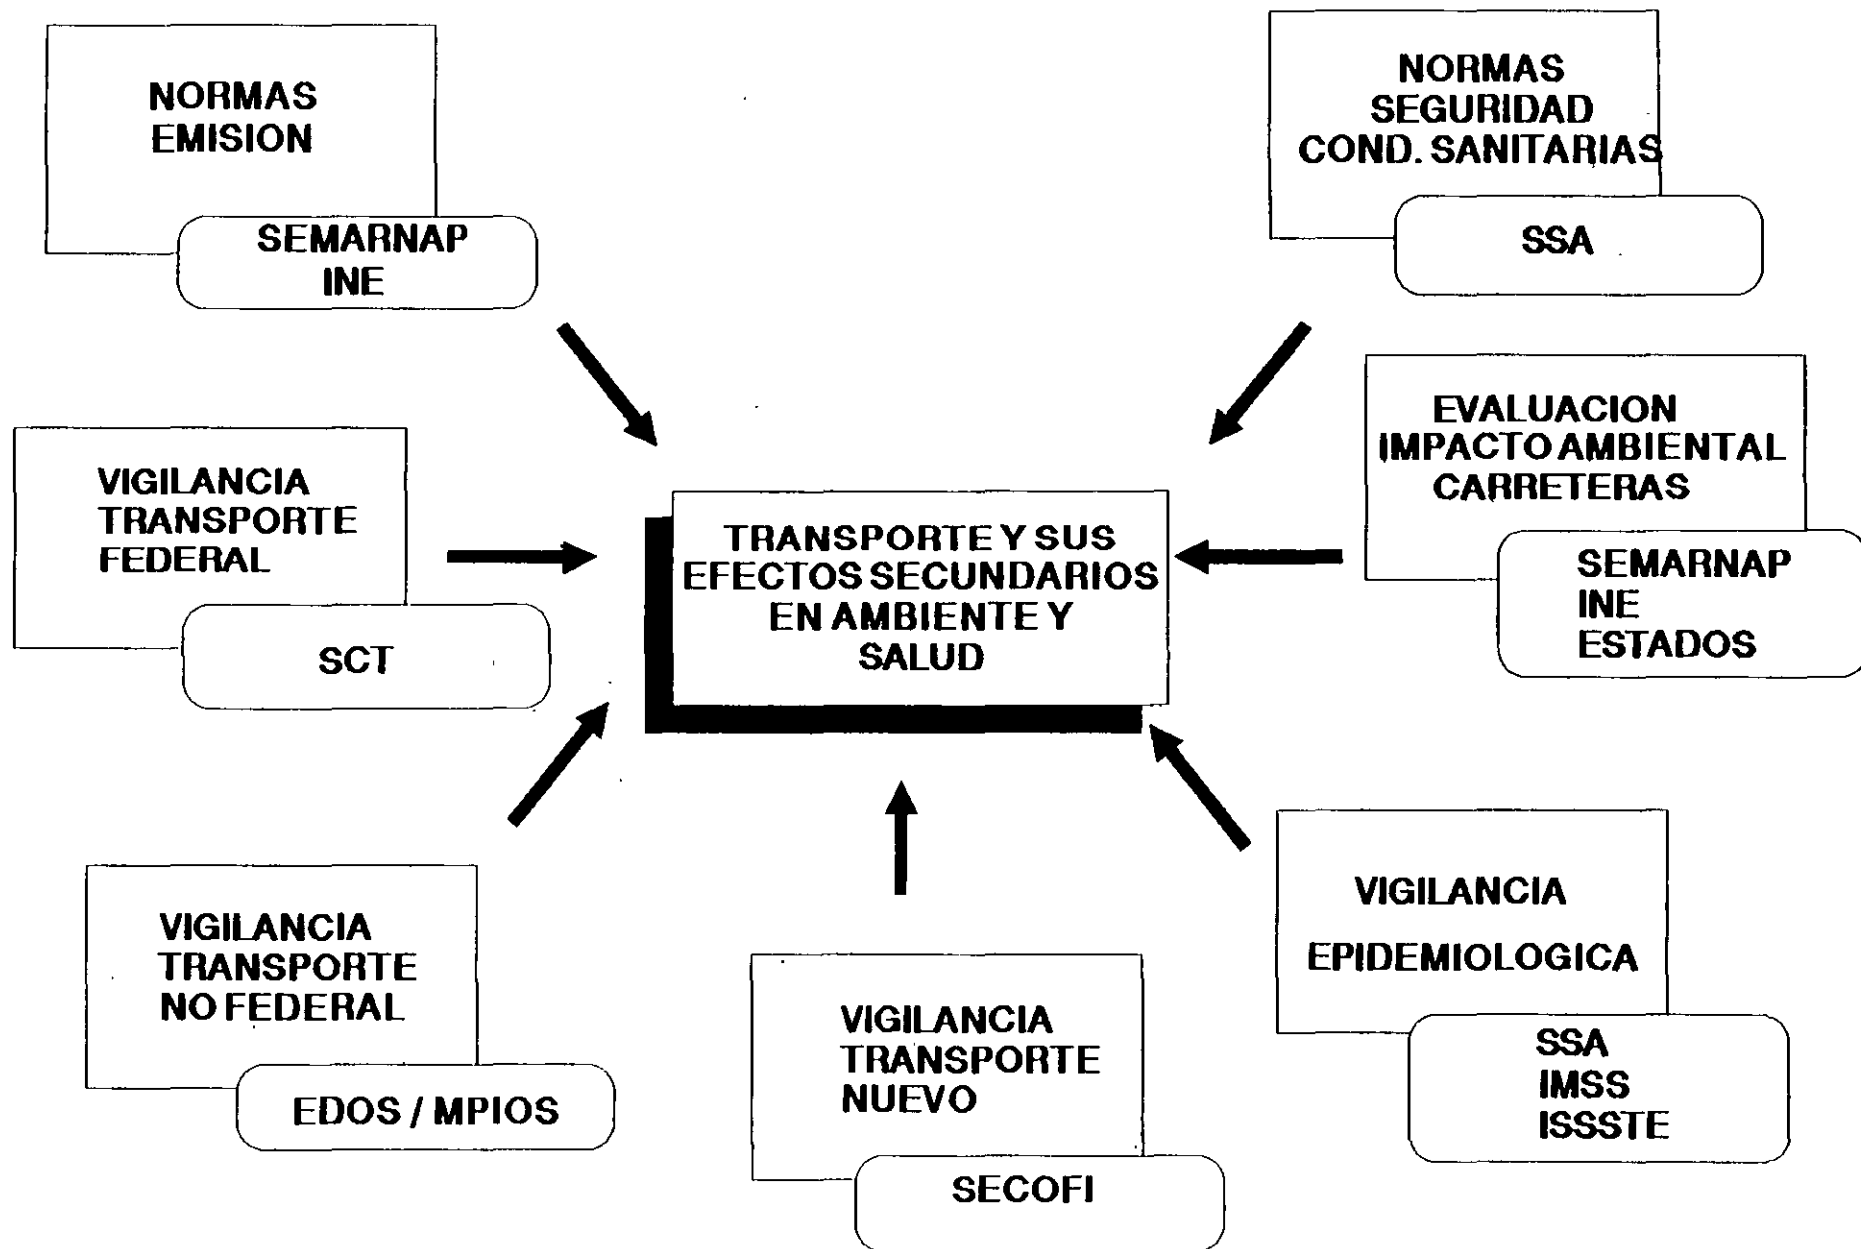 NORMAS
EMISION
SEMARNAP
INE
NORMAS
SEGURIDAD
COND. SANITARIAS
SSA
VIGILANCIA
TRANSPORTE
FEDERAL
SCT
TRANSPORTE Y SUS
EFECTOS SECUNDARIOS
EN AMBIENTE Y
SALUD
EVALUACION
IMPACTO AMBIENTAL
CARRETERAS
SEMARNAP
INE
ESTADOS
VIGILANCIA
TRANSPORTE
NO FEDERAL
EDOS / MPIOS
VIGILANCIA
TRANSPORTE
NUEVO
SECOFI
VIGILANCIA
EPIDEMIOLOGICA
SSA
IMSS
ISSSTE